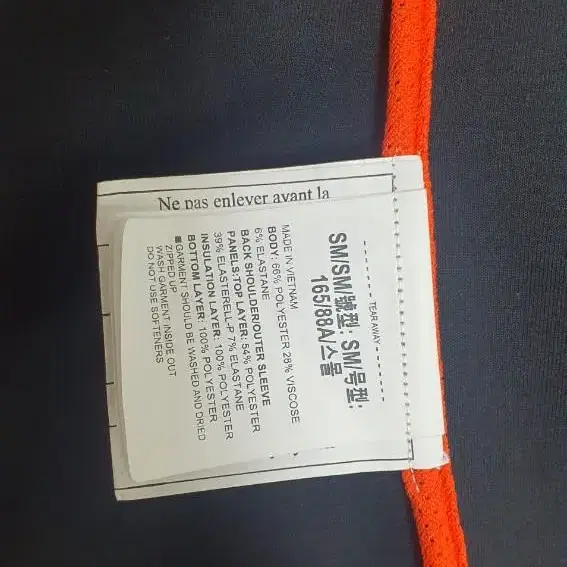 Ne pas enlever avant la
TEAR AWAY
SM/SM/號型: SM/号型:
165/88A/스몰
MADE IN VIETNAM
BODY: 66% POLYESTER 28% VISCOSE
6% ELASTANE
BACK SHOULDER/OUTER SLEEVE
PANELS:TOP LAYER: 54% POLYESTER
39% ELASTERELL-P 7% ELASTANE
INSULATION LAYER: 100% POLYESTER
BOTTOM LAYER: 100% POLYESTER
■GARMENT SHOULD BE WASHED AND DRIED
ZIPPED UP
WASH GARMENT INSIDE OUT
DO NOT USE SOFTENERS